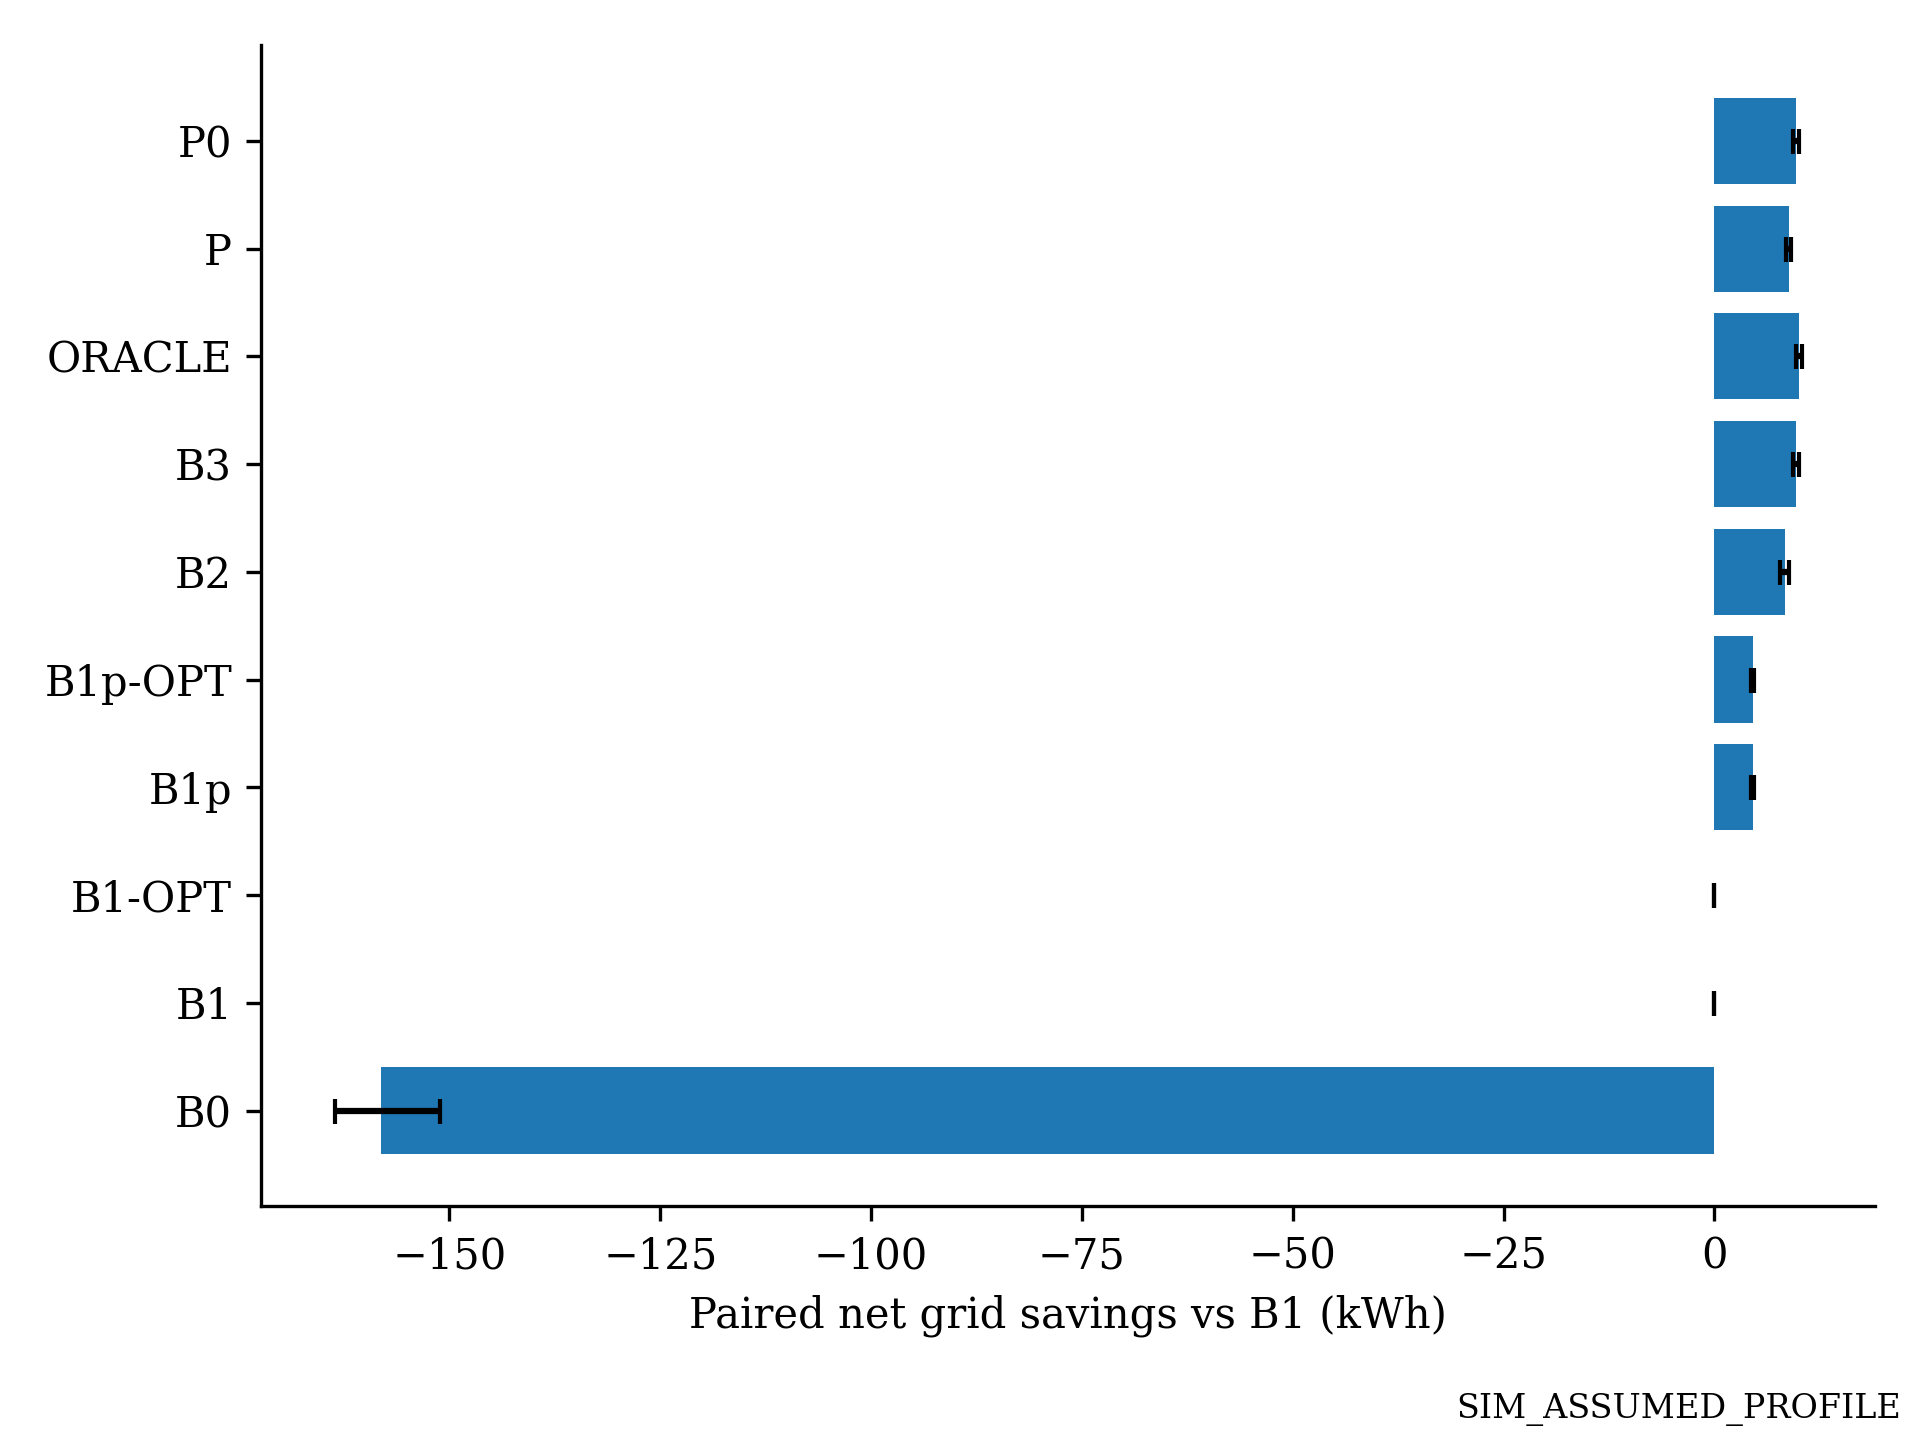 P0
P
ORACLE
B3
B2
B1p-OPT
B1p
B1-OPT
B1
B0
−150 −125 −100 −75 −50 −25 0
Paired net grid savings vs B1 (kWh)
SIM_ASSUMED_PROFILE